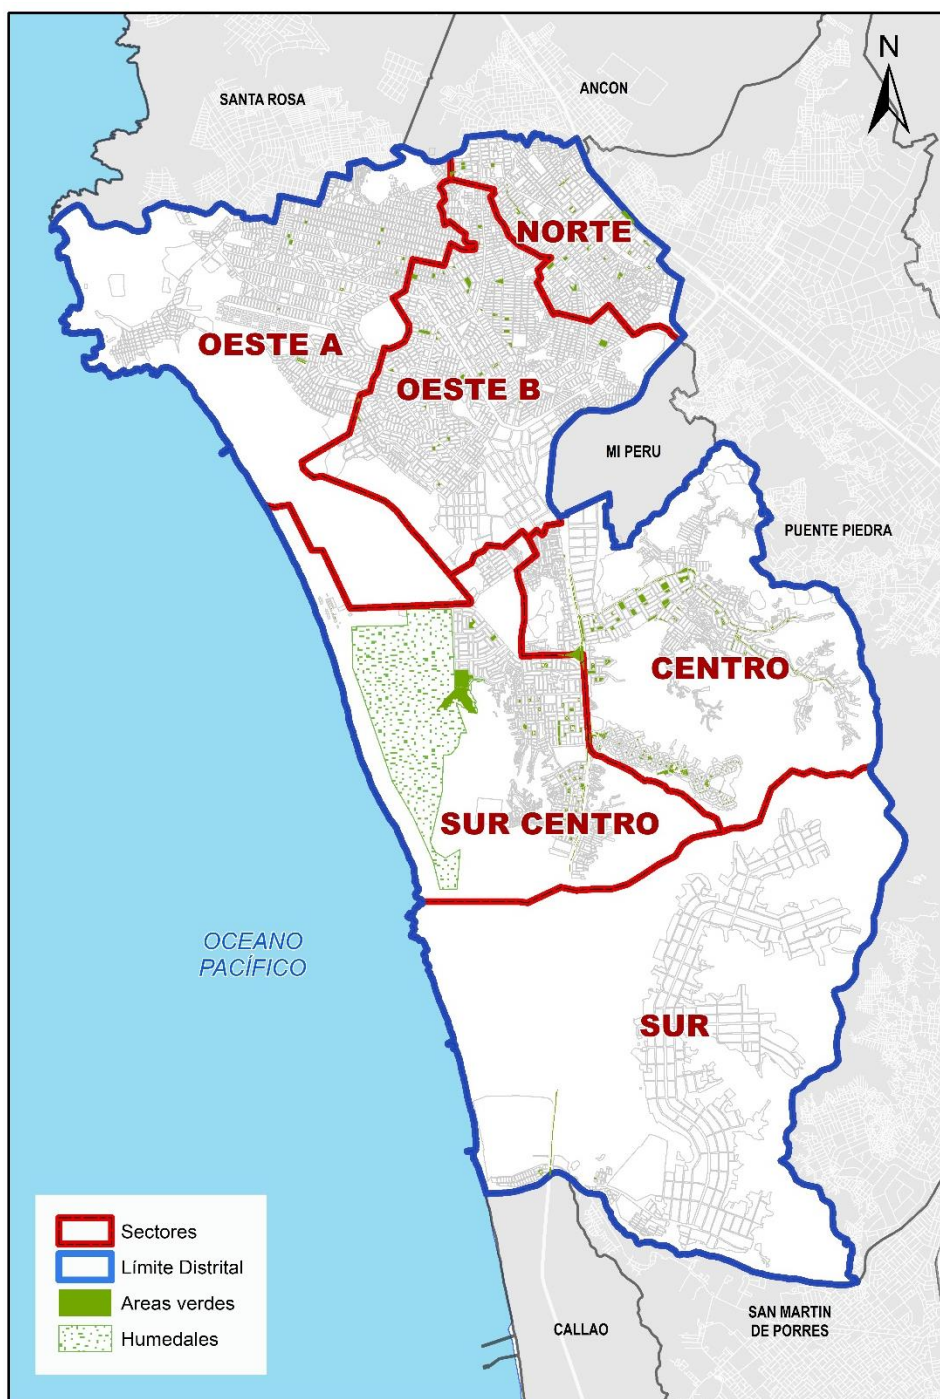 N
SANTA ROSA
ANCON
NORTE
OESTE A
OESTE B
MI PERU
PUENTE PIEDRA
CENTRO
SUR CENTRO
OCEANO
PACÍFICO
SUR
Sectores
Límite Distrital
Areas verdes
Humedales
CALLAO
SAN MARTIN
DE PORRES